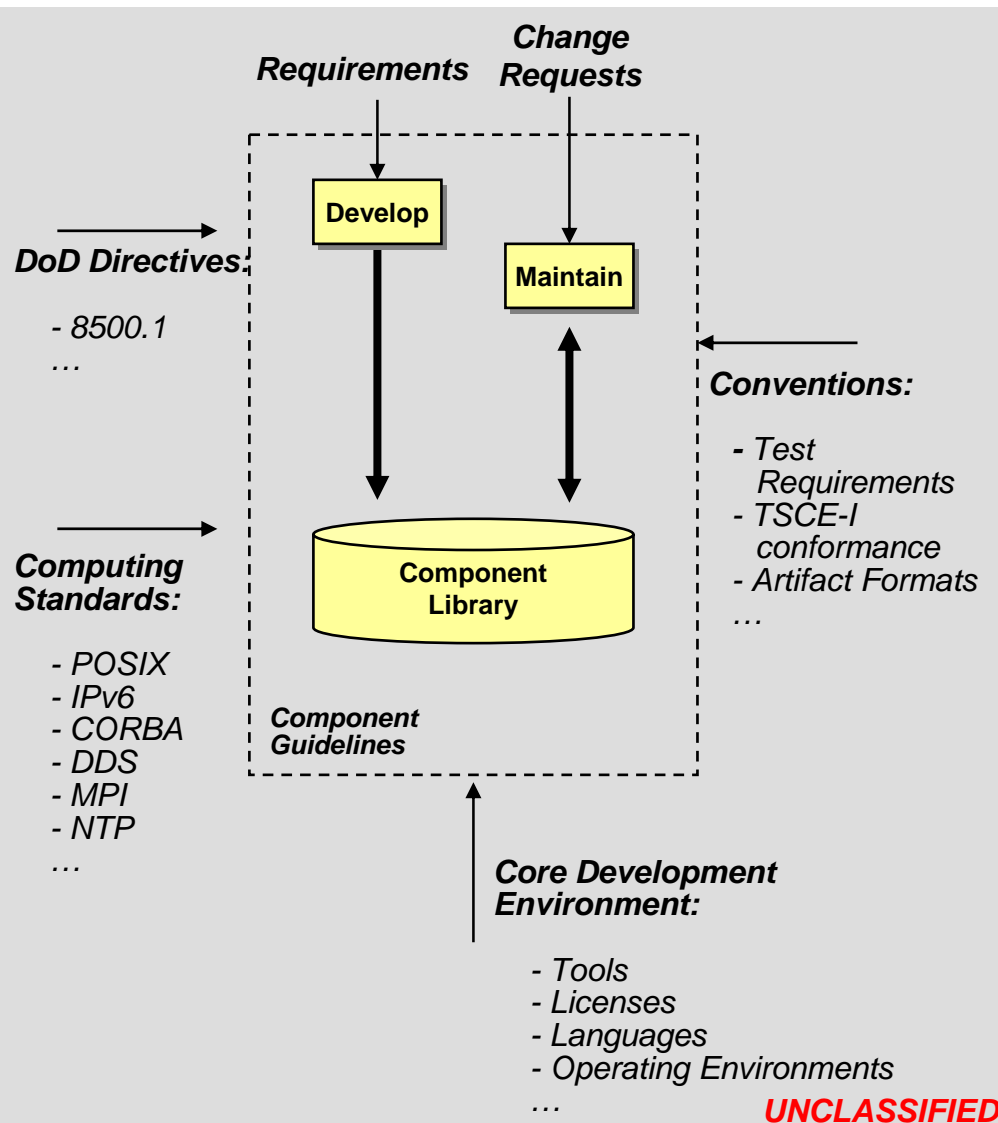 Requirements
Change
Requests
Develop
Maintain
DoD Directives:
- 8500.1
…
Conventions:
- Test
Requirements
- TSCE-I
conformance
- Artifact Formats
…
Computing
Standards:
- POSIX
- IPv6
- CORBA
- DDS
- MPI
- NTP
…
Component
Library
Component
Guidelines
Core Development
Environment:
- Tools
- Licenses
- Languages
- Operating Environments
…
UNCLASSIFIED